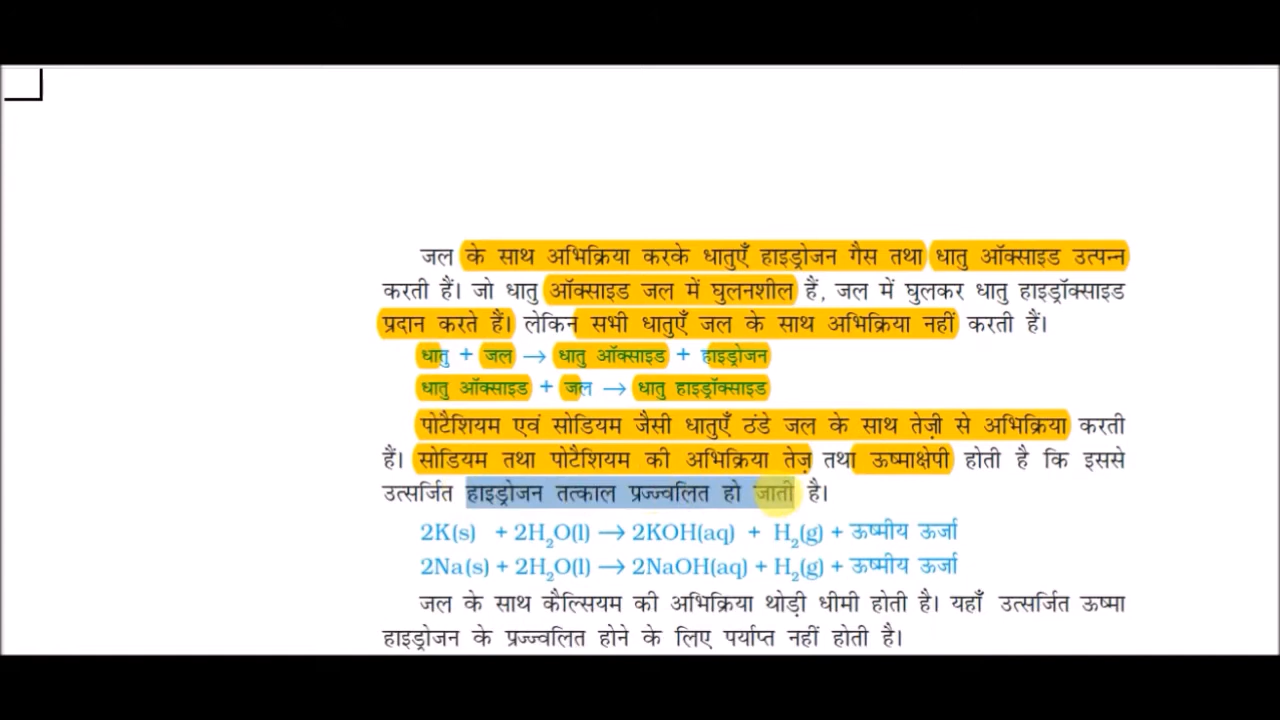 जल के साथ अभिक्रिया करके धातुएँ हाइड्रोजन गैस तथा धातु ऑक्साइड उत्पन्न
करती हैं। जो धातु ऑक्साइड जल में घुलनशील हैं, जल में घुलकर धातु हाइड्रॉक्साइड
प्रदान करते हैं। लेकिन सभी धातुएँ जल के साथ अभिक्रिया नहीं करती हैं।
धातु + जल → धातु ऑक्साइड + हाइड्रोजन
धातु ऑक्साइड + जल → धातु हाइड्रॉक्साइड
पोटैशियम एवं सोडियम जैसी धातुएँ ठंडे जल के साथ तेज़ी से अभिक्रिया करती
हैं। सोडियम तथा पोटैशियम की अभिक्रिया तेज़ तथा ऊष्माक्षेपी होती है कि इससे
उत्सर्जित हाइड्रोजन तत्काल प्रज्ज्वलित हो जाती है।
2K(s) + 2H₂O(l) → 2KOH(aq) + H₂(g) + ऊष्मीय ऊर्जा
2Na(s) + 2H₂O(l) → 2NaOH(aq) + H₂(g) + ऊष्मीय ऊर्जा
जल के साथ कैल्सियम की अभिक्रिया थोड़ी धीमी होती है। यहाँ उत्सर्जित ऊष्मा
हाइड्रोजन के प्रज्ज्वलित होने के लिए पर्याप्त नहीं होती है।